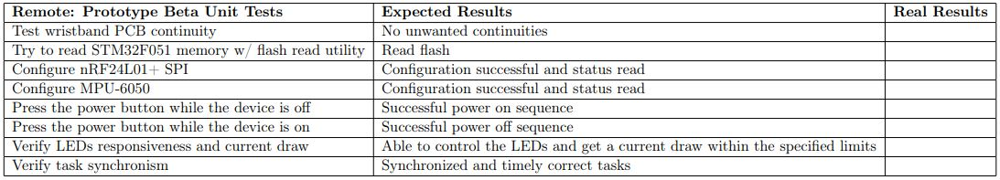 Remote: Prototype Beta Unit Tests Expected Results Real Results
Test wristband PCB continuity No unwanted continuities
Try to read STM32F051 memory w/ flash read utility Read flash
Configure nRF24L01+ SPI Configuration successful and status read
Configure MPU-6050 Configuration successful and status read
Press the power button while the device is off Successful power on sequence
Press the power button while the device is on Successful power off sequence
Verify LEDs responsiveness and current draw Able to control the LEDs and get a current draw within the specified limits
Verify task synchronism Synchronized and timely correct tasks